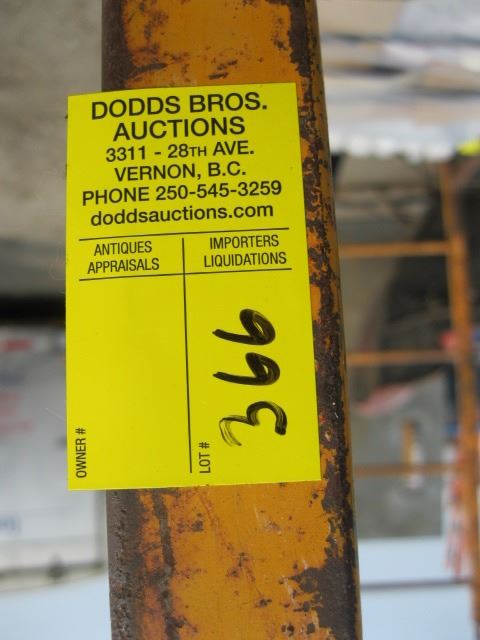 DODDS BROS.
AUCTIONS
3311 - 28TH AVE.
VERNON, B.C.
PHONE 250-545-3259
doddsauctions.com
ANTIQUES
APPRAISALS
IMPORTERS
LIQUIDATIONS
OWNER #
LOT #
366